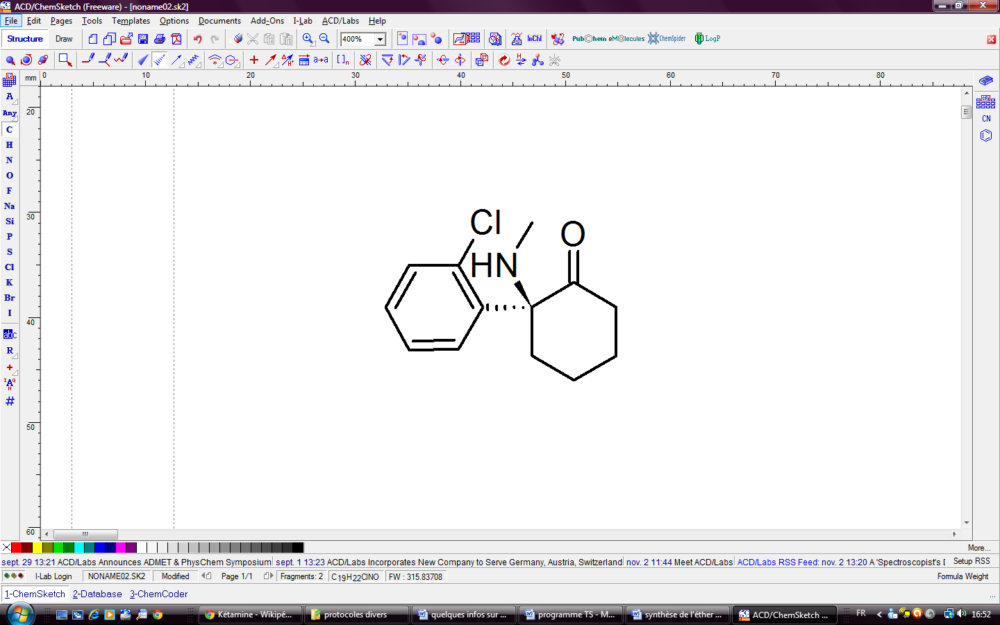 ACD/ChemSketch (Freeware) - [noname02.sk2]
File Edit Pages Tools Templates Options Documents Add-Ons I-Lab ACD/Labs Help
Structure Draw 400% InChI PubChem eMolecules ChemSpider LogP
[ ]n
mm 0 10 20 30 40 50 60 70 80
A
Any
C
H
N
O
F
Na
Si
P
S
Cl
K
Br
I
abc
R
+
A
#
20
30
40
50
60
CN
Cl
O
HN
More...
sept. 29 13:21 ACD/Labs Announces ADMET & PhysChem Symposium sept. 1 13:23 ACD/Labs Incorporates New Company to Serve Germany, Austria, Switzerland nov. 2 11:44 Meet ACD/Labs ACD/Labs RSS Feed: nov. 2 13:20 A 'Spectroscopist's Setup RSS
I-Lab Login NONAME02.SK2 Modified Page 1/1 Fragments: 2 C19H22ClNO FW : 315.83708 Formula Weight
1-ChemSketch 2-Database 3-ChemCoder ...
Kétamine - Wikipé... protocoles divers quelques infos sur ... programme TS - M... synthèse de l'éther ... ACD/ChemSketch ... FR < 16:52